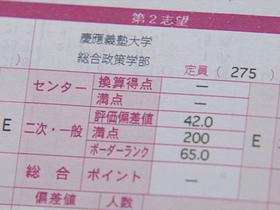 第2志望
慶應義塾大学
総合政策学部
定員 ( 275
センター 換算得点 —
満点 —
E 二次・一般 評価偏差値 42.0 E
満点 200
ボーダーランク 65.0
総合 ポイント —
偏差値 人数